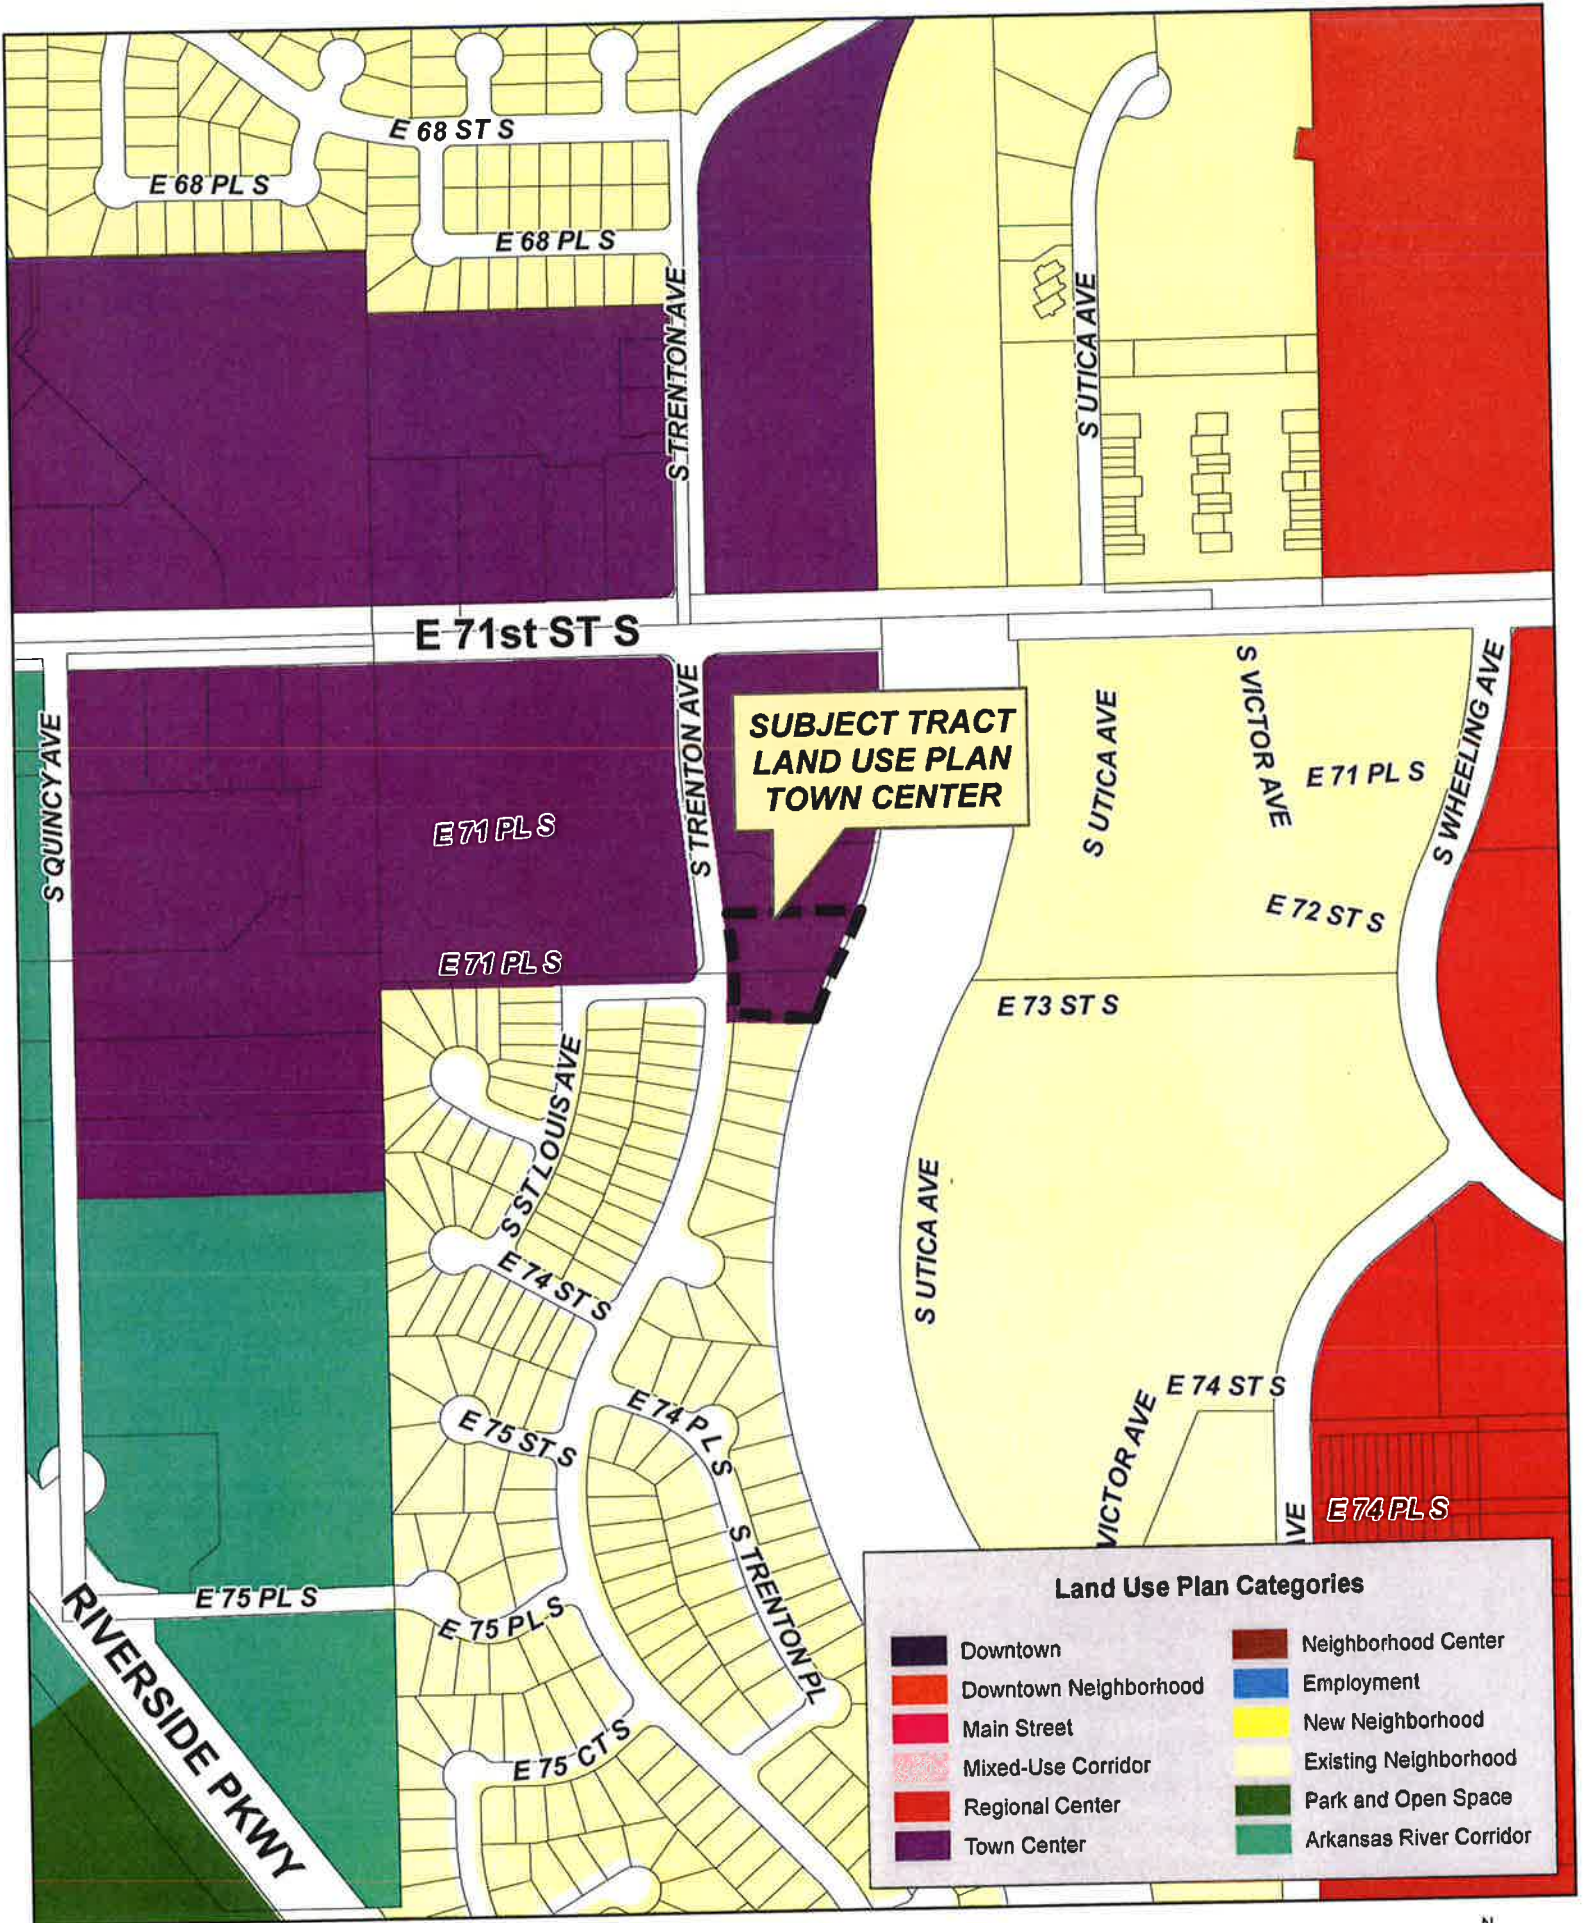 E 68 ST S
E 68 PL S
E 68 PL S
S TRENTON AVE
S UTICA AVE
E 71st ST S
S QUINCY AVE
S TRENTON AVE
SUBJECT TRACT
LAND USE PLAN
TOWN CENTER
S UTICA AVE
S VICTOR AVE
E 71 PL S
S WHEELING AVE
E 71 PL S
E 72 ST S
E 71 PL S
E 73 ST S
S ST LOUIS AVE
S UTICA AVE
E 74 ST S
E 74 ST S
E 74 PL S
E 75 ST S
VICTOR AVE
AVE
E 74 PL S
S TRENTON PL
E 75 PL S
E 75 PL S
RIVERSIDE PKWY
E 75 CT S
Land Use Plan Categories
Downtown
Downtown Neighborhood
Main Street
Mixed-Use Corridor
Regional Center
Town Center
Neighborhood Center
Employment
New Neighborhood
Existing Neighborhood
Park and Open Space
Arkansas River Corridor
N